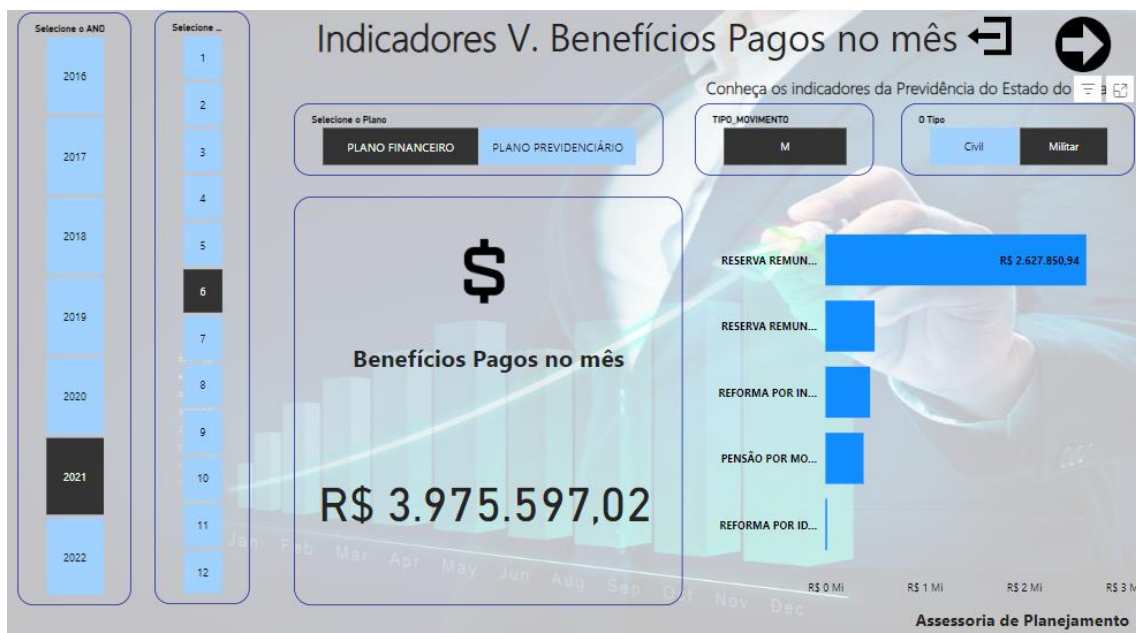 Selecione o ANO
2016
2017
2018
2019
2020
2021
2022
Selecione ...
1
2
3
4
5
6
7
8
9
10
11
12
Indicadores V. Benefícios Pagos no mês
Conheça os indicadores da Previdência do Estado do
Selecione o Plano
PLANO FINANCEIRO
PLANO PREVIDENCIÁRIO
TIPO_MOVIMENTO
M
O Tipo
Civil
Militar
$
Benefícios Pagos no mês
R$ 3.975.597,02
RESERVA REMUN...
R$ 2.627.850,94
RESERVA REMUN...
REFORMA POR IN...
PENSÃO POR MO...
REFORMA POR ID...
R$ 0 Mi
R$ 1 Mi
R$ 2 Mi
R$ 3 M
Jan Feb Mar Apr May Jun Aug Sep Oct Nov Dec
Assessoria de Planejamento